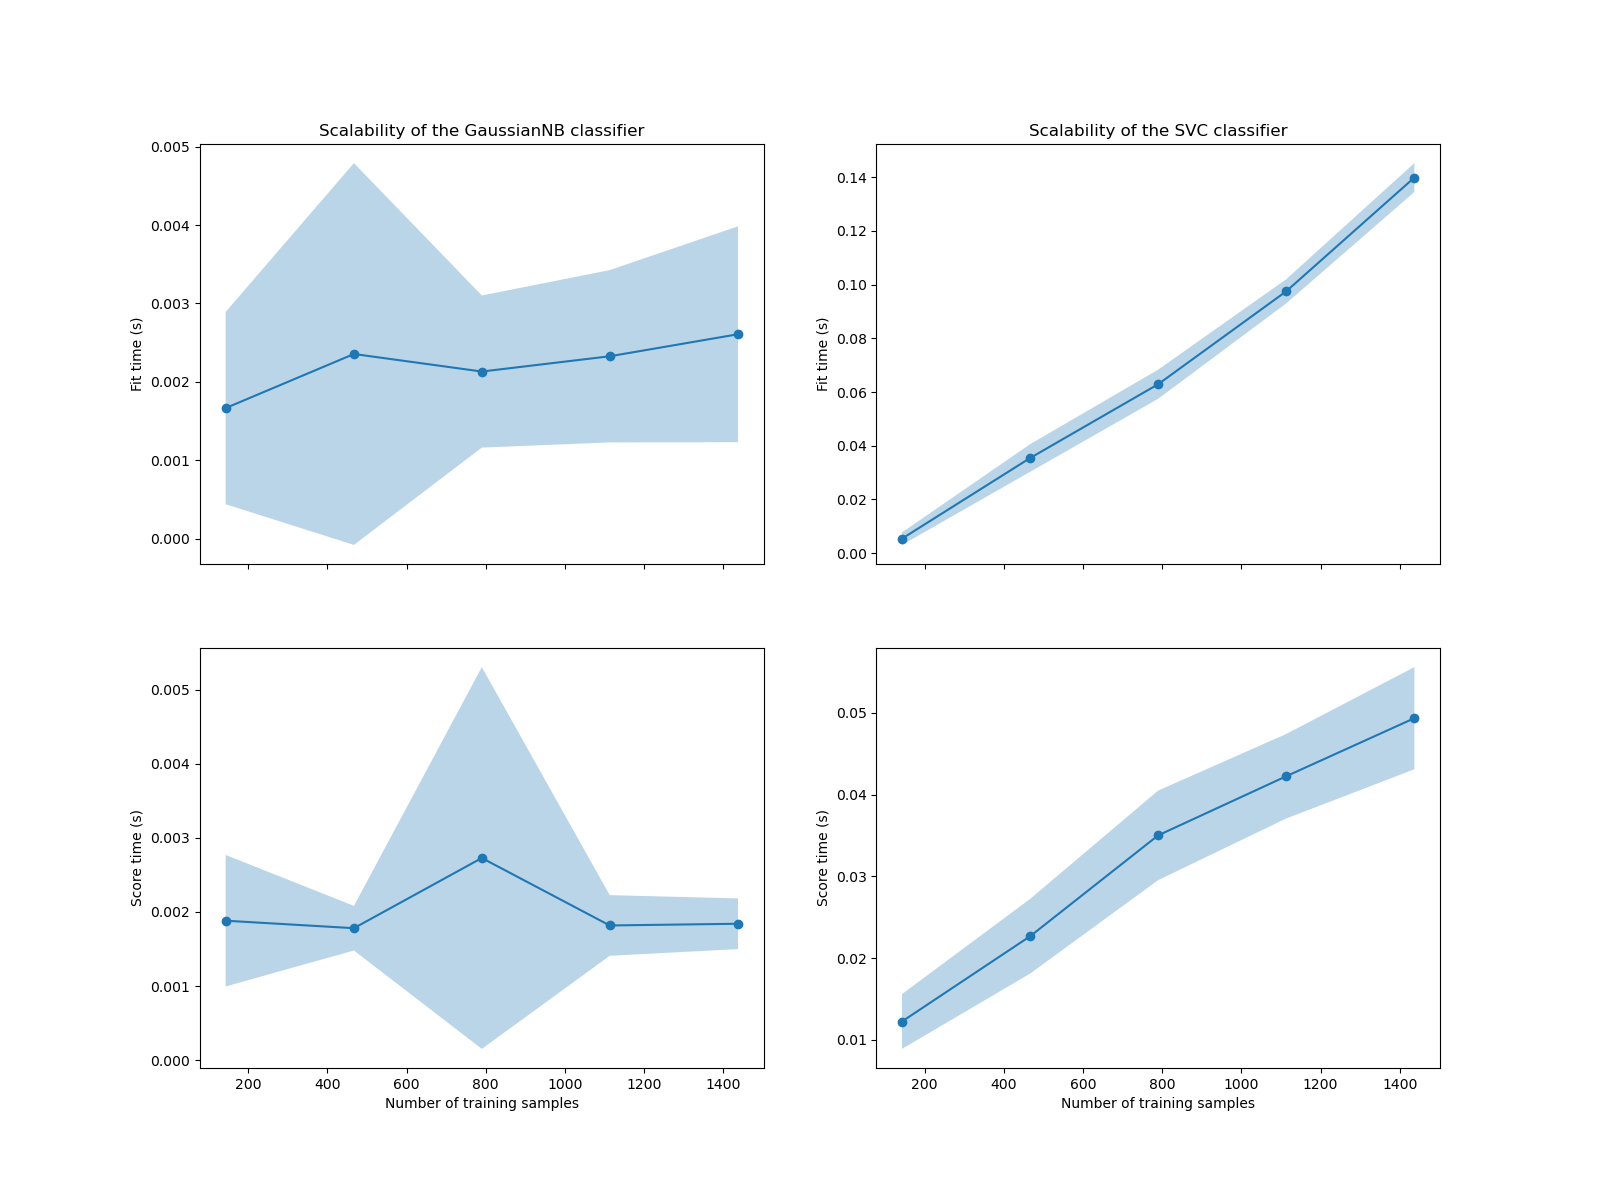 Scalability of the GaussianNB classifier
0.005
0.004
0.003
0.002
0.001
0.000
Fit time (s)
Scalability of the SVC classifier
0.14
0.12
0.10
0.08
0.06
0.04
0.02
0.00
Fit time (s)
0.005
0.004
0.003
0.002
0.001
0.000
Score time (s)
200 400 600 800 1000 1200 1400
Number of training samples
0.05
0.04
0.03
0.02
0.01
Score time (s)
200 400 600 800 1000 1200 1400
Number of training samples